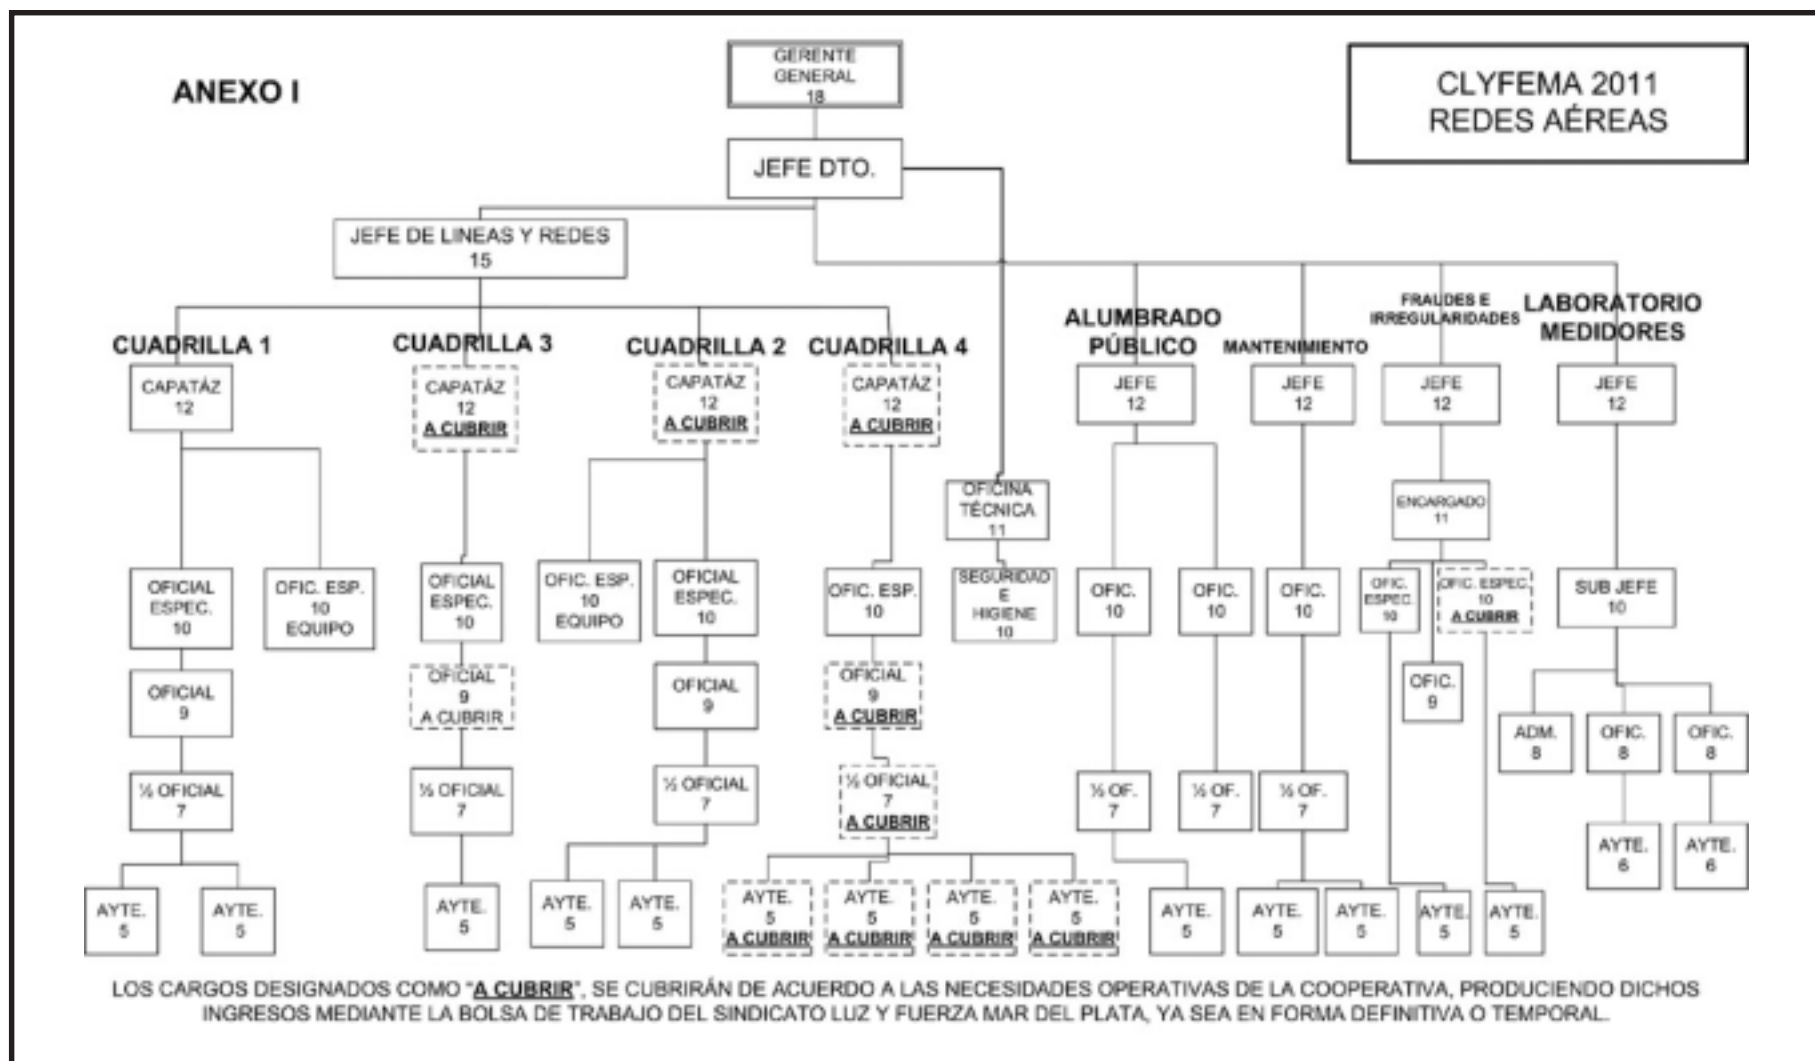 ANEXO I
GERENTE
GENERAL
18
CLYFEMA 2011
REDES AÉREAS
JEFE DTO.
JEFE DE LINEAS Y REDES
15
CUADRILLA 1
CUADRILLA 3
CUADRILLA 2
CUADRILLA 4
ALUMBRADO
PÚBLICO
MANTENIMIENTO
FRAUDES E
IRREGULARIDADES
LABORATORIO
MEDIDORES
CAPATÁZ
12
CAPATÁZ
12
A CUBRIR
CAPATÁZ
12
A CUBRIR
CAPATÁZ
12
A CUBRIR
JEFE
12
JEFE
12
JEFE
12
JEFE
12
OFICINA
TÉCNICA
11
ENCARGADO
11
OFICIAL
ESPEC.
10
OFIC. ESP.
10
EQUIPO
OFICIAL
ESPEC.
10
OFIC. ESP.
10
EQUIPO
OFICIAL
ESPEC.
10
OFIC. ESP.
10
SEGURIDAD
E
HIGIENE
10
OFIC.
10
OFIC.
10
OFIC.
10
OFIC.
ESPEC.
10
OFIC. ESPEC.
10
A CUBRIR
SUB JEFE
10
OFICIAL
9
OFICIAL
9
A CUBRIR
OFICIAL
9
OFICIAL
9
A CUBRIR
OFIC.
9
ADM.
8
OFIC.
8
OFIC.
8
½ OFICIAL
7
½ OFICIAL
7
½ OFICIAL
7
½ OFICIAL
7
A CUBRIR
½ OF.
7
½ OF.
7
½ OF.
7
AYTE.
6
AYTE.
6
AYTE.
5
AYTE.
5
AYTE.
5
AYTE.
5
AYTE.
5
AYTE.
5
A CUBRIR
AYTE.
5
A CUBRIR
AYTE.
5
A CUBRIR
AYTE.
5
A CUBRIR
AYTE.
5
AYTE.
5
AYTE.
5
AYTE.
5
AYTE.
5
LOS CARGOS DESIGNADOS COMO “A CUBRIR”, SE CUBRIRÁN DE ACUERDO A LAS NECESIDADES OPERATIVAS DE LA COOPERATIVA, PRODUCIENDO DICHOS
INGRESOS MEDIANTE LA BOLSA DE TRABAJO DEL SINDICATO LUZ Y FUERZA MAR DEL PLATA, YA SEA EN FORMA DEFINITIVA O TEMPORAL.